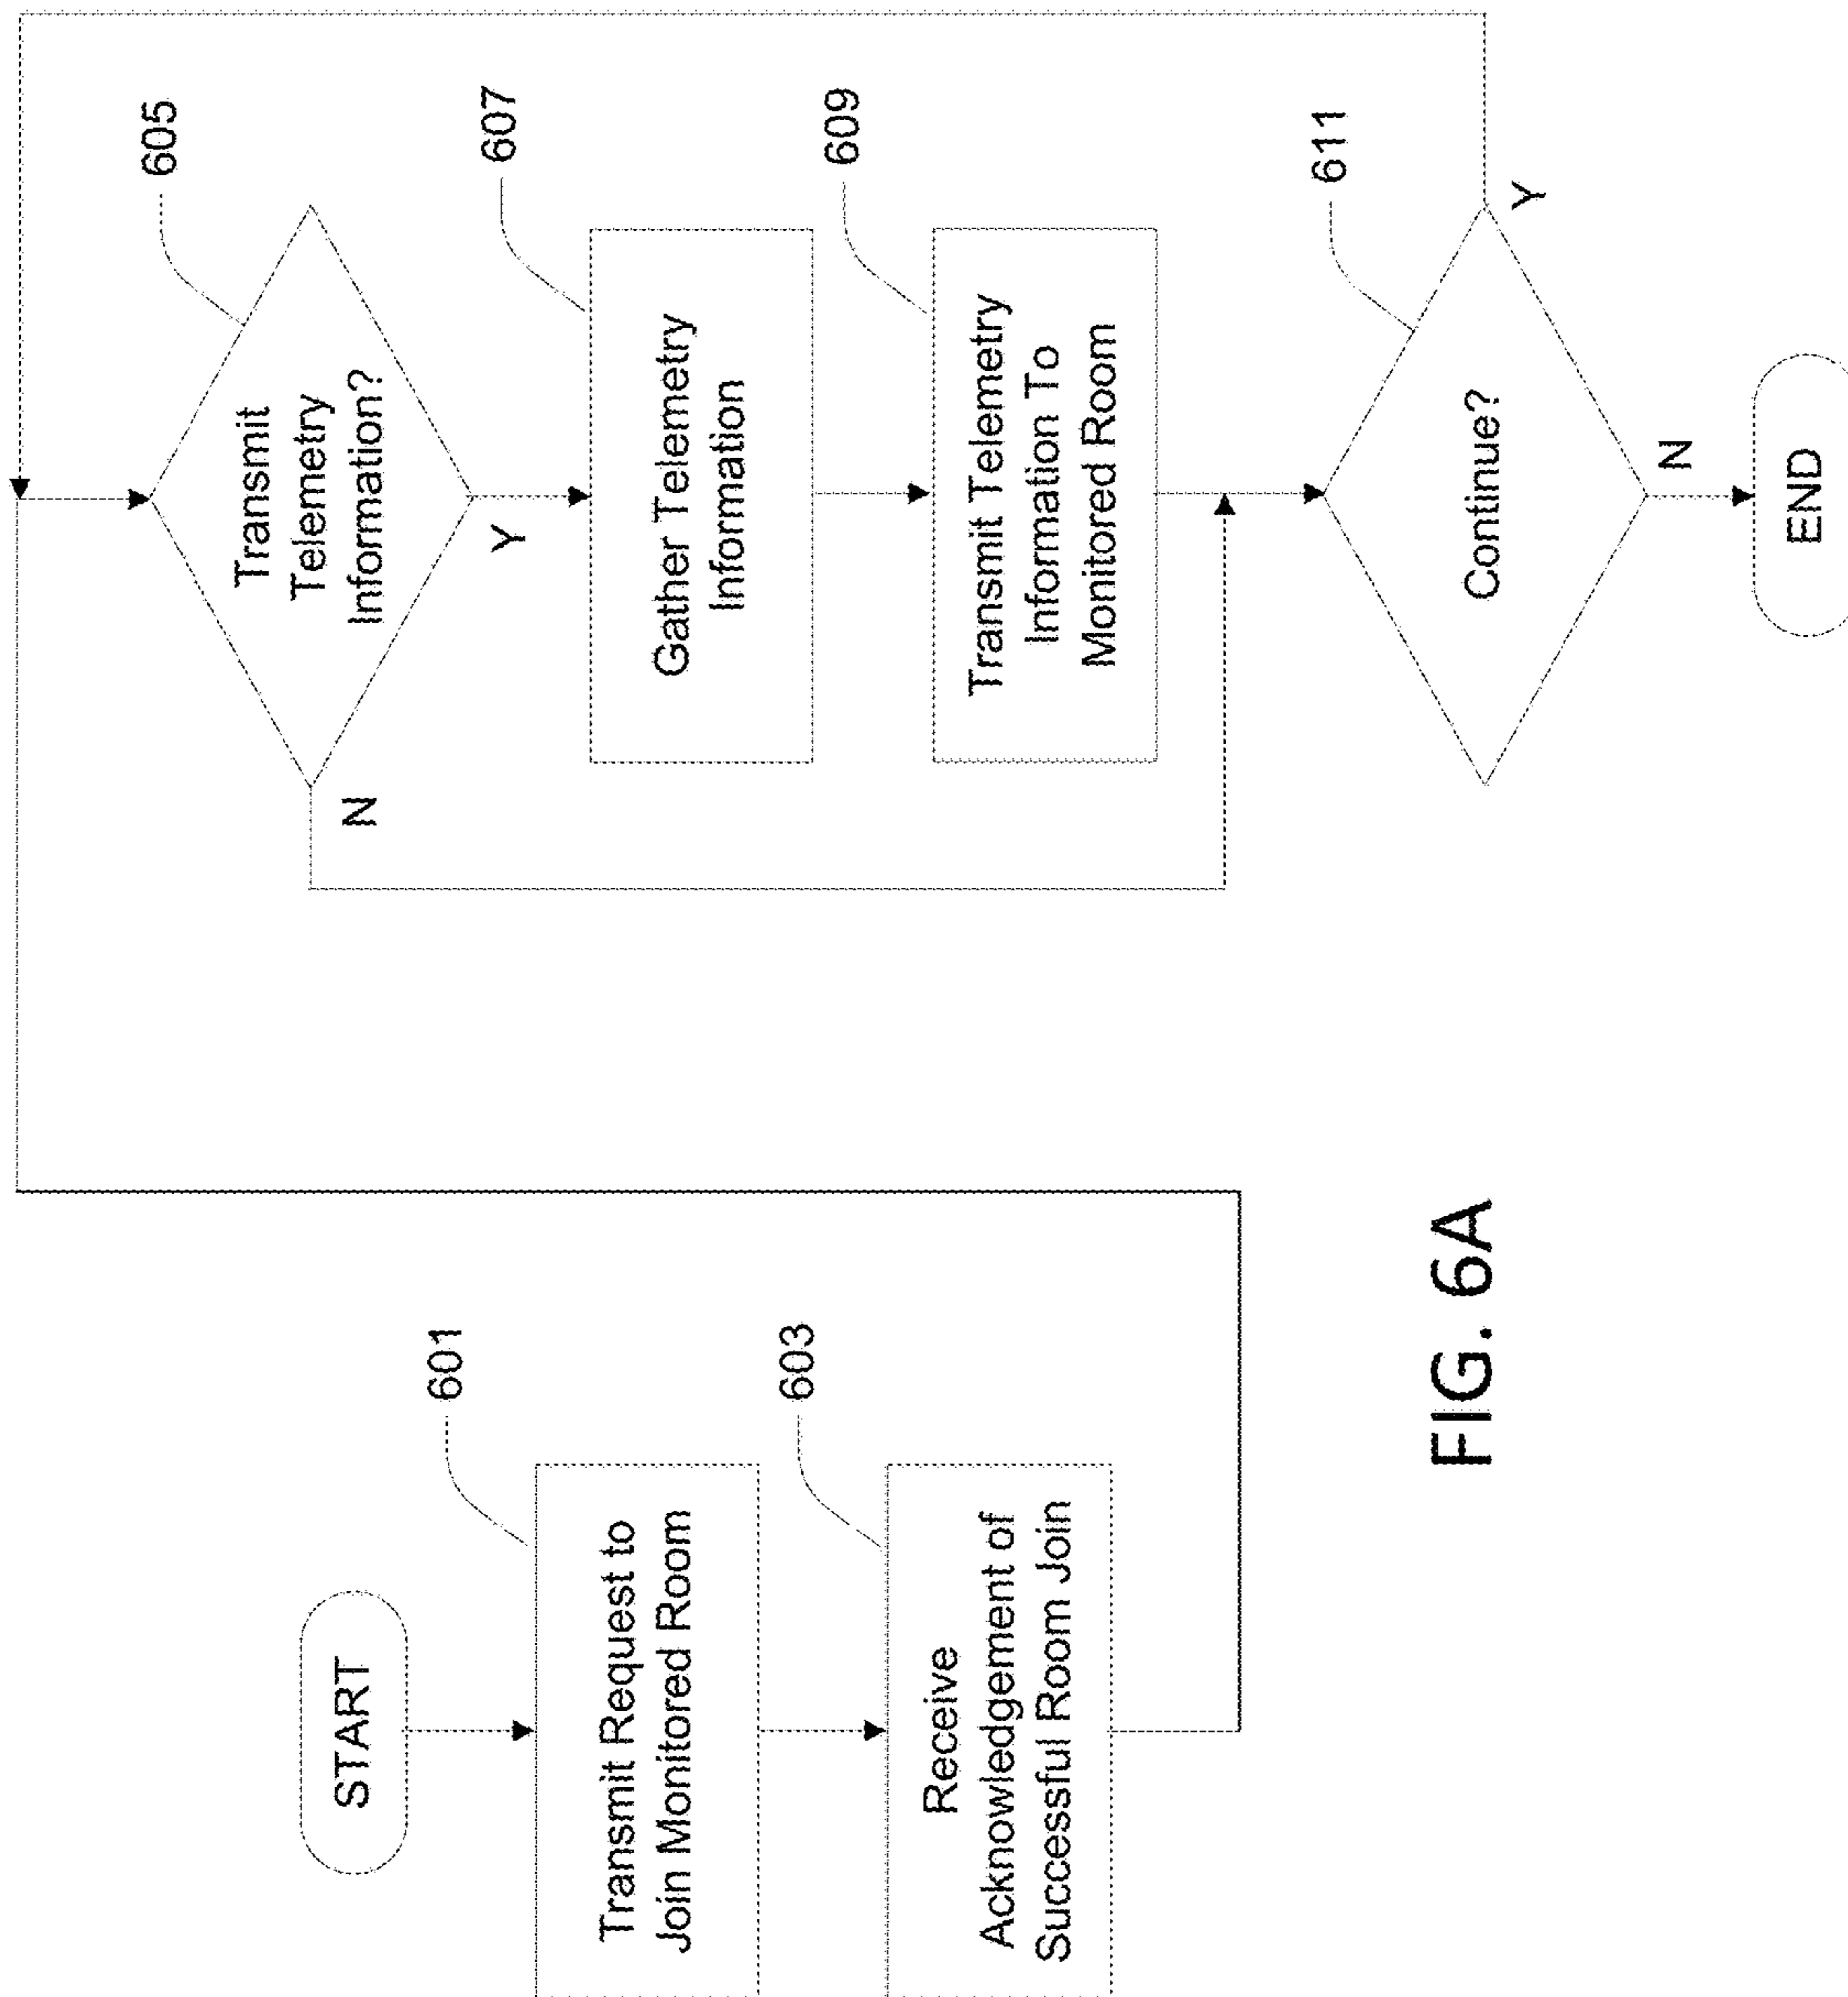 START
601
Transmit Request to
Join Monitored Room
603
Receive
Acknowledgement of
Successful Room Join
605
Transmit
Telemetry
Information?
N
Y
607
Gather Telemetry
Information
609
Transmit Telemetry
Information To
Monitored Room
611
Continue?
Y
N
END
FIG. 6A